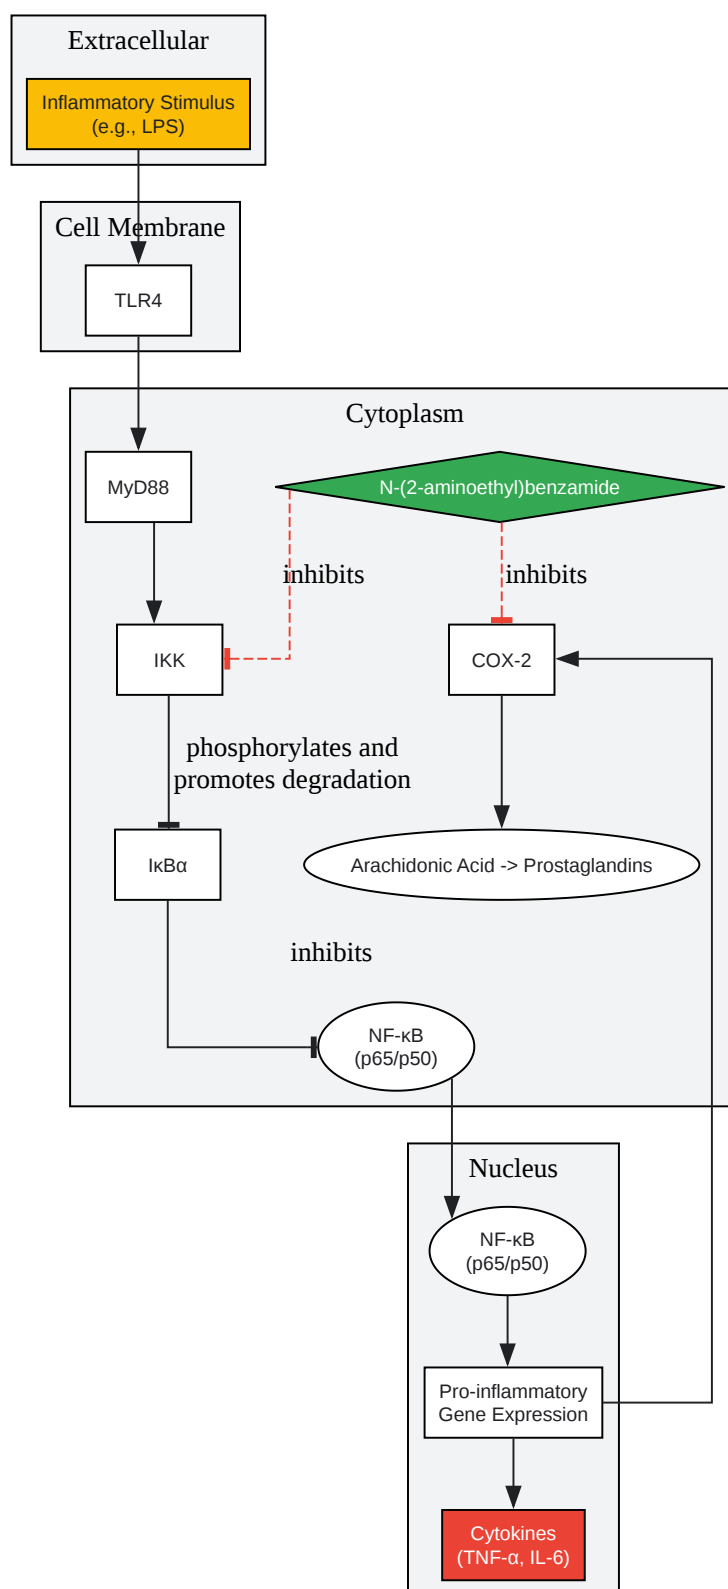 Extracellular
Inflammatory Stimulus
(e.g., LPS)
Cell Membrane
TLR4
Cytoplasm
MyD88
N-(2-aminoethyl)benzamide
inhibits
inhibits
IKK
COX-2
phosphorylates and
promotes degradation
IκBα
Arachidonic Acid -> Prostaglandins
inhibits
NF-κB
(p65/p50)
Nucleus
NF-κB
(p65/p50)
Pro-inflammatory
Gene Expression
Cytokines
(TNF-α, IL-6)